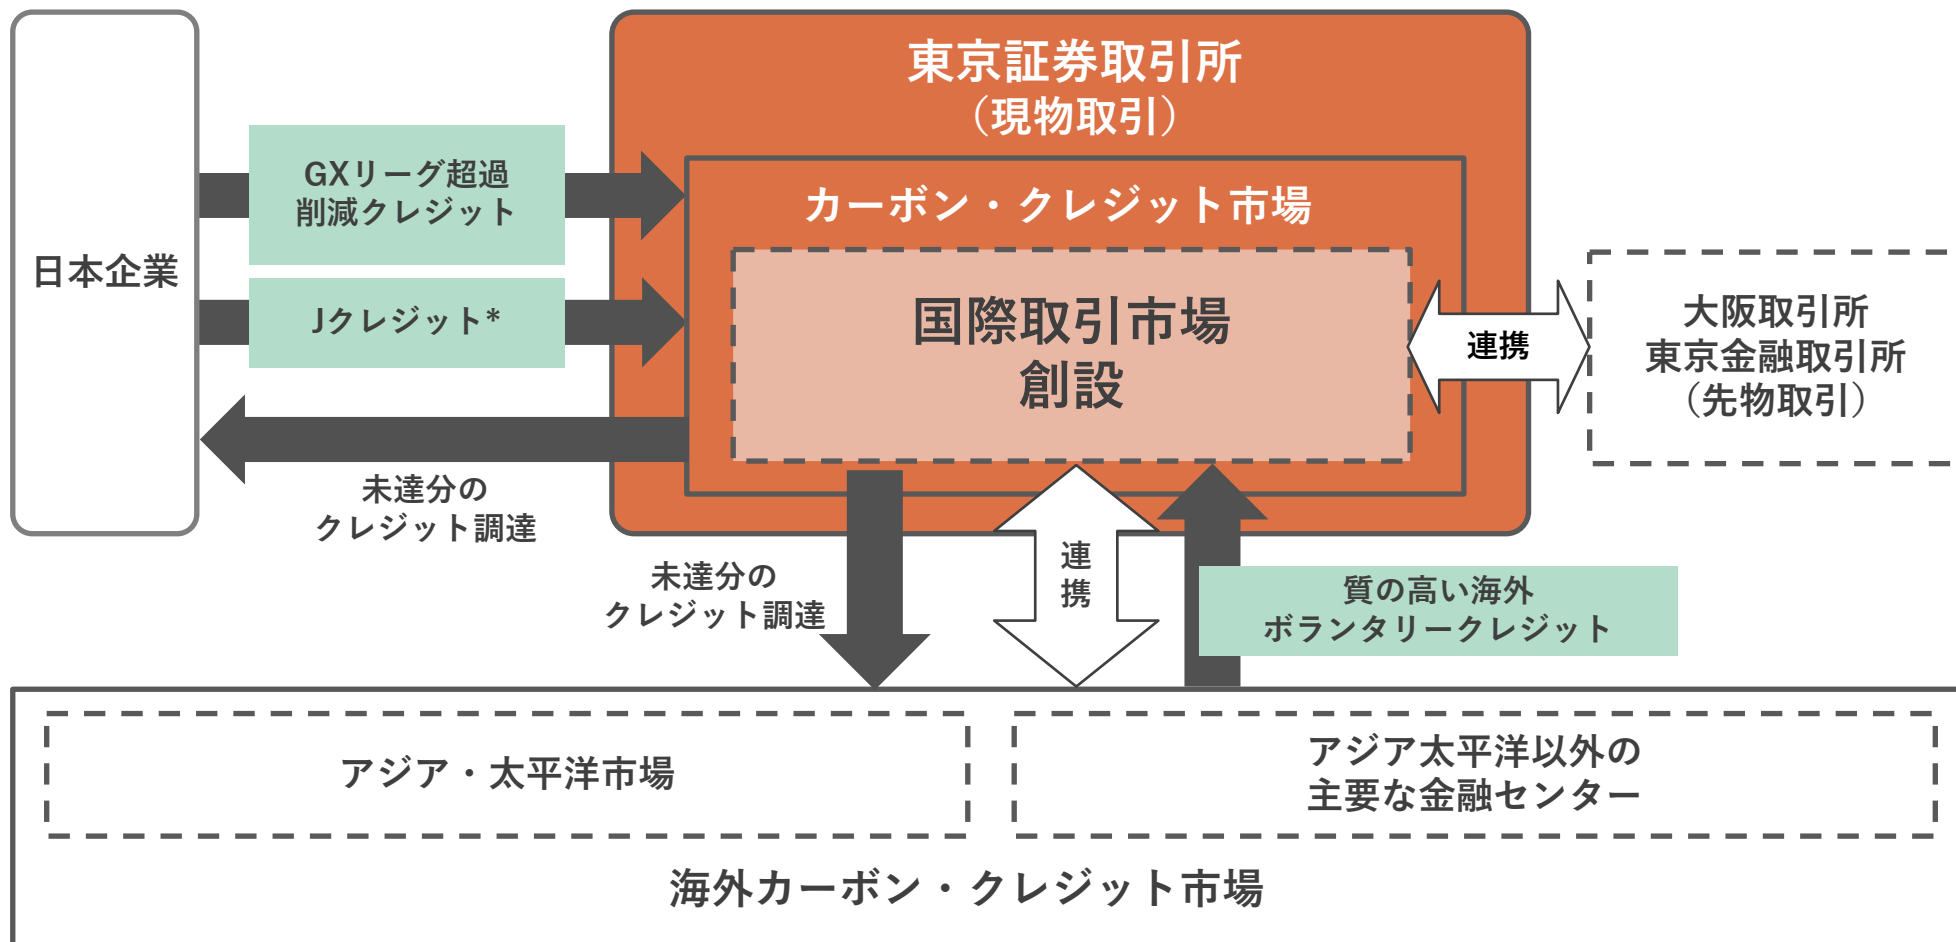 東京証券取引所
（現物取引）
カーボン・クレジット市場
国際取引市場
創設
日本企業
GXリーグ超過
削減クレジット
Jクレジット*
未達分の
クレジット調達
連携
大阪取引所
東京金融取引所
（先物取引）
未達分の
クレジット調達
連
携
質の高い海外
ボランタリークレジット
アジア・太平洋市場
アジア太平洋以外の
主要な金融センター
海外カーボン・クレジット市場